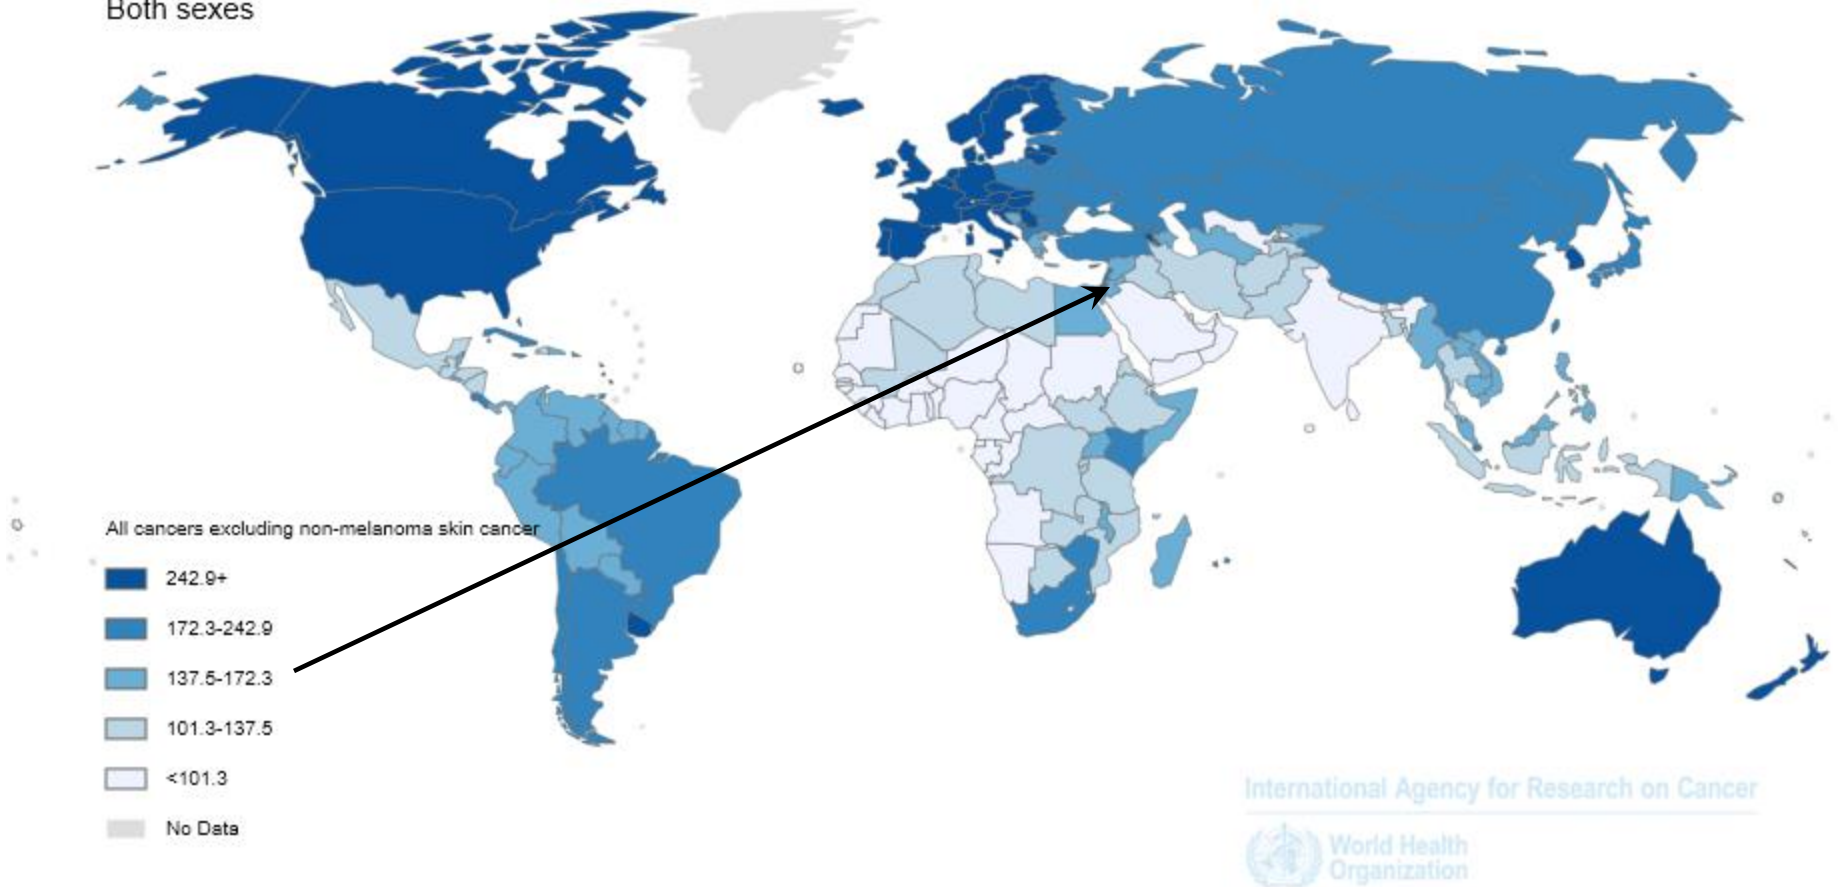 Both sexes
All cancers excluding non-melanoma skin cancer
242.9+
172.3-242.9
137.5-172.3
101.3-137.5
<101.3
No Data
International Agency for Research on Cancer
World Health
Organization